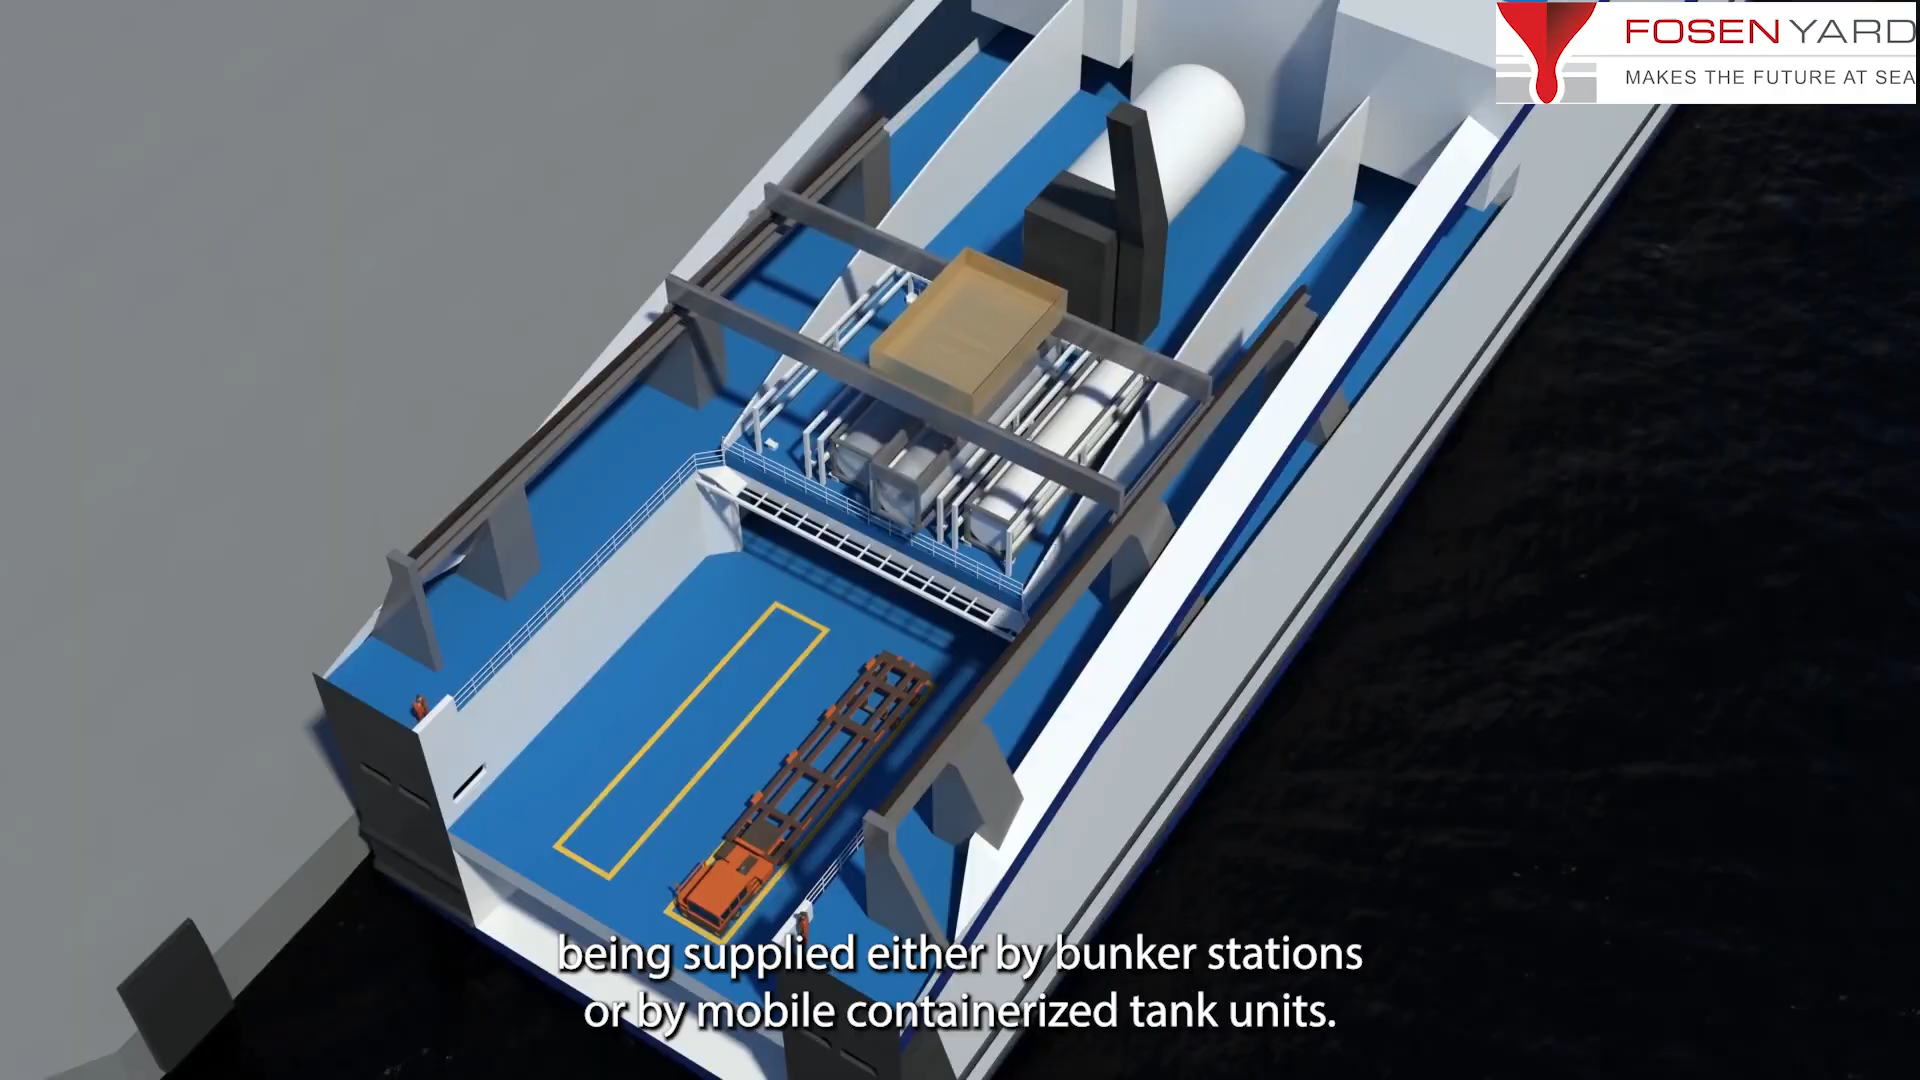 FOSEN YARD
MAKES THE FUTURE AT SEA
being supplied either by bunker stations
or by mobile containerized tank units.